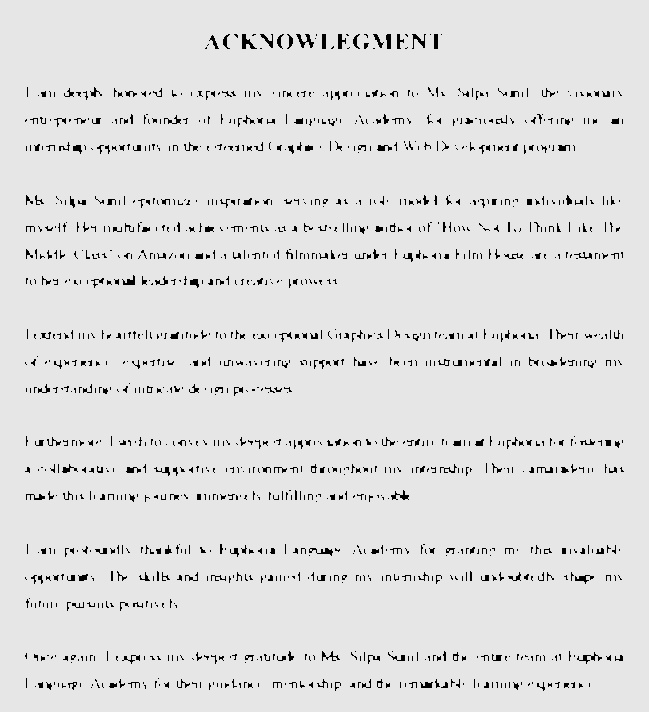 ACKNOWLEGMENT
I am deeply honored to express my sincere appreciation to Ms. Silpa Sunil, the visionary
entrepreneur and founder of Euphoria Language Academy, for graciously offering me an
internship opportunity in the esteemed Graphics Design and Web Development program.
Ms. Silpa Sunil epitomizes inspiration, serving as a role model for aspiring individuals like
myself. Her multifaceted achievements as a bestselling author of "How Not To Think Like The
Middle Class" on Amazon and a talented filmmaker under Euphoria Film House are a testament
to her exceptional leadership and creative prowess.
I extend my heartfelt gratitude to the exceptional Graphics Design team at Euphoria. Their wealth
of experience, expertise, and unwavering support have been instrumental in broadening my
understanding of intricate design processes.
Furthermore, I wish to convey my deepest appreciation to the entire team at Euphoria for fostering
a collaborative and supportive environment throughout my internship. Their camaraderie has
made this learning journey immensely fulfilling and enjoyable.
I am profoundly thankful to Euphoria Language Academy for granting me this invaluable
opportunity. The skills and insights gained during my internship will undoubtedly shape my
future pursuits positively.
Once again, I express my deepest gratitude to Ms. Silpa Sunil and the entire team at Euphoria
Language Academy for their guidance, mentorship, and the remarkable learning experience.